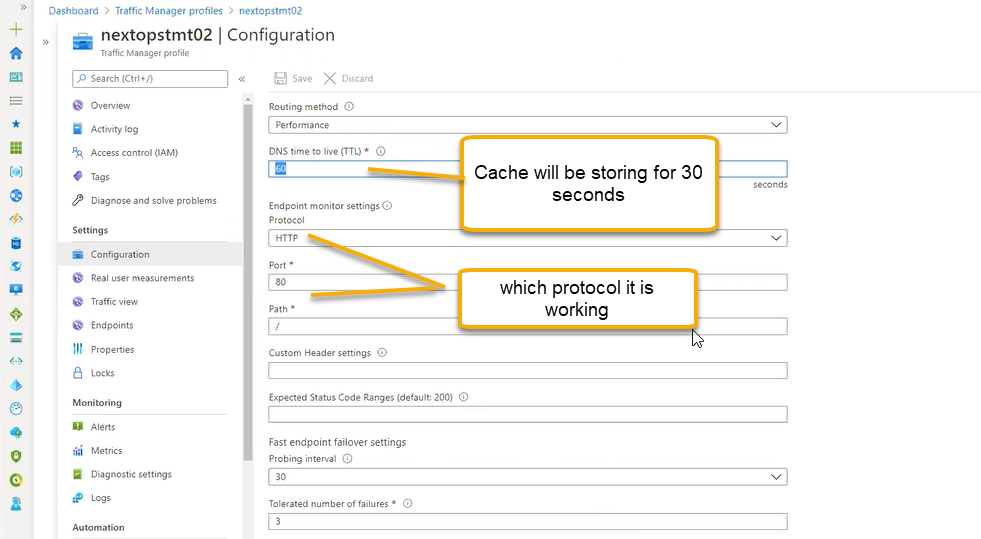 Dashboard > Traffic Manager profiles > nextopstmt02
nextopstmt02 | Configuration
Traffic Manager profile
Search (Ctrl+/)
Overview
Activity log
Access control (IAM)
Tags
Diagnose and solve problems
Settings
Configuration
Real user measurements
Traffic view
Endpoints
Properties
Locks
Monitoring
Alerts
Metrics
Diagnostic settings
Logs
Automation
Save Discard
Routing method
Performance
DNS time to live (TTL) *
60
seconds
Cache will be storing for 30
seconds
Endpoint monitor settings
Protocol
HTTP
Port *
80
which protocol it is
working
Path *
/
Custom Header settings
Expected Status Code Ranges (default: 200)
Fast endpoint failover settings
Probing interval
30
Tolerated number of failures *
3